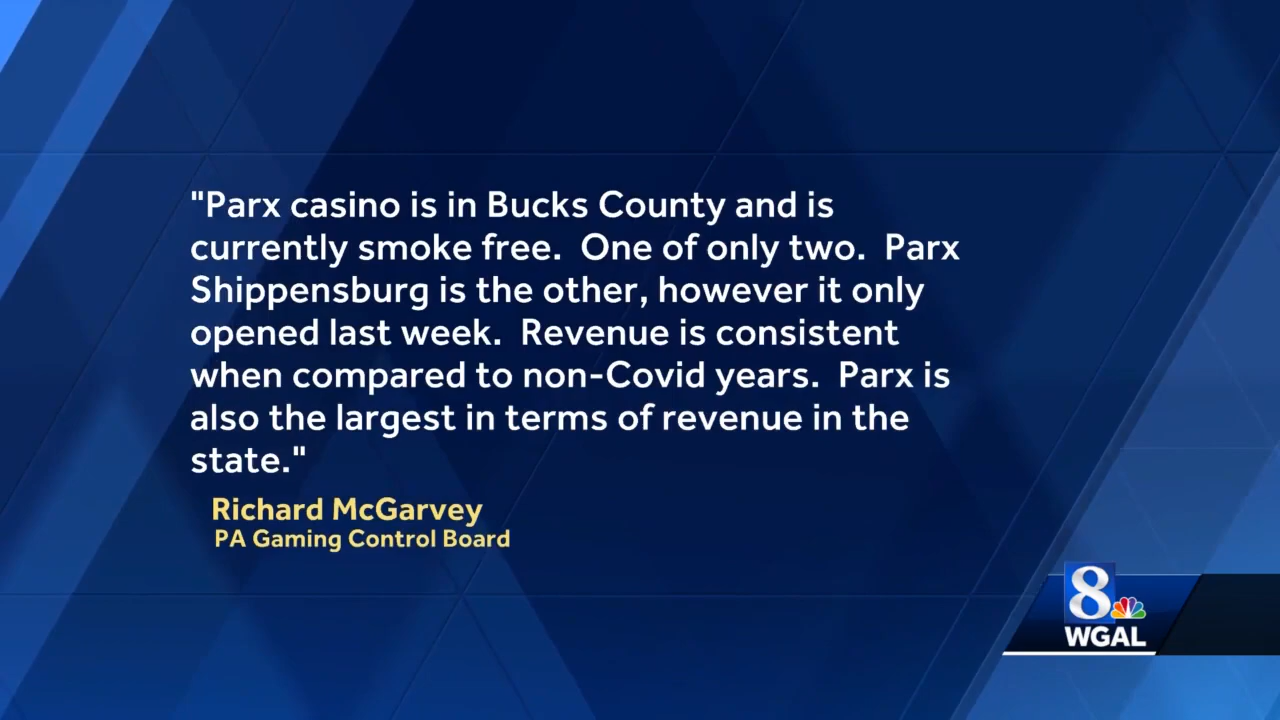 "Parx casino is in Bucks County and is
currently smoke free.  One of only two.  Parx
Shippensburg is the other, however it only
opened last week.  Revenue is consistent
when compared to non-Covid years.  Parx is
also the largest in terms of revenue in the
state."
Richard McGarvey
PA Gaming Control Board
8
WGAL